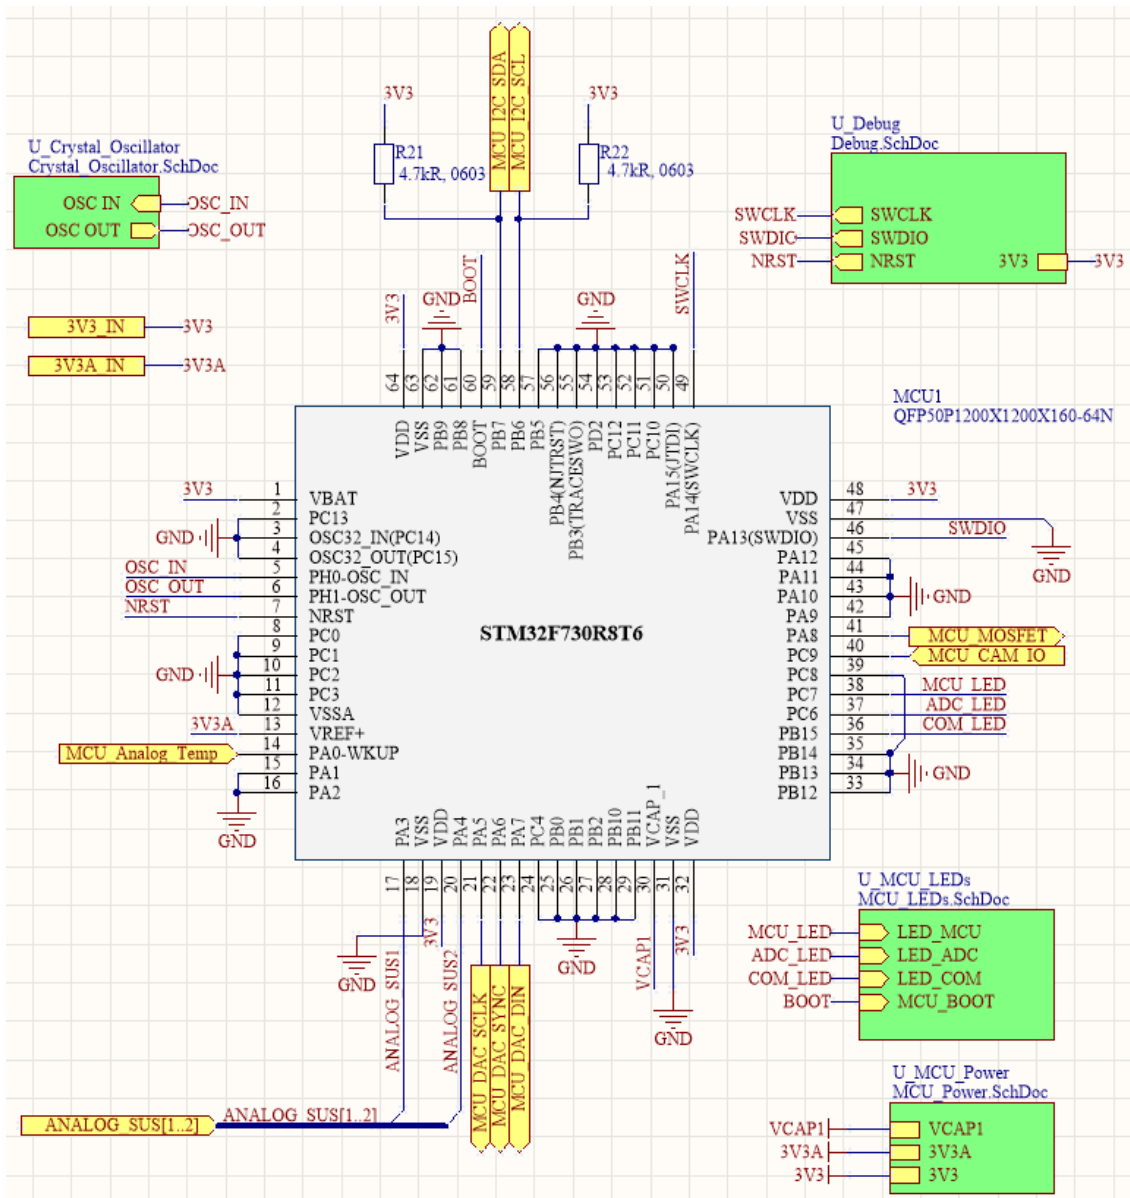 MCU_I2C_SDA
MCU_I2C_SCL
3V3
R21
4.7kR, 0603
3V3
R22
4.7kR, 0603
U_Crystal_Oscillator
Crystal_Oscillator.SchDoc
OSC IN OSC_IN
OSC OUT OSC_OUT
U_Debug
Debug.SchDoc
SWCLK SWCLK
SWDIO SWDIO
NRST NRST 3V3 3V3
3V3_IN 3V3
3V3A_IN 3V3A
3V3
GND
BOOT
GND
SWCLK
64 63 62 61 60 59 58 57 56 55 54 53 52 51 50 49
VDD VSS PB9 PB8 BOOT PB7 PB6 PB5 PB4(NJTRST) PB3(TRACESWO) PD2 PC12 PC11 PC10 PA15(JTDI) PA14(SWCLK)
MCU1
QFP50P1200X1200X160-64N
STM32F730R8T6
3V3 1 VBAT
2 PC13
GND 3 OSC32_IN(PC14)
4 OSC32_OUT(PC15)
OSC_IN 5 PH0-OSC_IN
OSC_OUT 6 PH1-OSC_OUT
NRST 7 NRST
8 PC0
9 PC1
GND 10 PC2
11 PC3
12 VSSA
3V3A 13 VREF+
MCU_Analog_Temp 14 PA0-WKUP
15 PA1
16 PA2
GND
VDD 48 3V3
VSS 47
GND
PA13(SWDIO) 46 SWDIO
PA12 45
PA11 44
PA10 43 GND
PA9 42
PA8 41 MCU_MOSFET
PC9 40 MCU_CAM_IO
PC8 39
PC7 38 MCU_LED
PC6 37 ADC_LED
PB15 36 COM_LED
PB14 35
PB13 34 GND
PB12 33
PA3 VSS VDD PA4 PA5 PA6 PA7 PC4 PB0 PB1 PB2 PB10 PB11 VCAP_1 VSS VDD
17 18 19 20 21 22 23 24 25 26 27 28 29 30 31 32
ANALOG_SUS1
GND
3V3
ANALOG_SUS2
MCU_DAC_SCLK
MCU_DAC_SYNC
MCU_DAC_DIN
GND
VCAP1
GND
3V3
ANALOG_SUS[1..2] ANALOG_SUS[1..2]
U_MCU_LEDs
MCU_LEDs.SchDoc
MCU_LED LED_MCU
ADC_LED LED_ADC
COM_LED LED_COM
BOOT MCU_BOOT
U_MCU_Power
MCU_Power.SchDoc
VCAP1 VCAP1
3V3A 3V3A
3V3 3V3